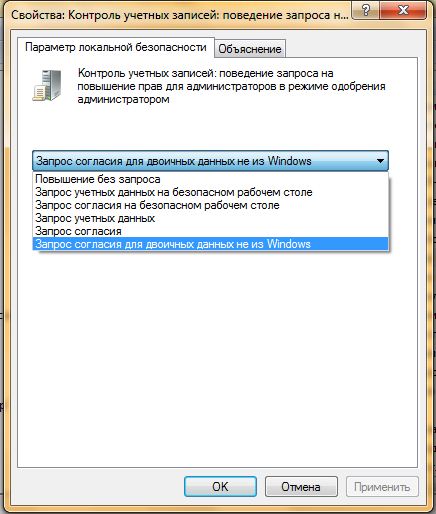 Свойства: Контроль учетных записей: поведение запроса н...
Параметр локальной безопасности
Объяснение
Контроль учетных записей: поведение запроса на
повышение прав для администраторов в режиме одобрения
администратором
Запрос согласия для двоичных данных не из Windows
Повышение без запроса
Запрос учетных данных на безопасном рабочем столе
Запрос согласия на безопасном рабочем столе
Запрос учетных данных
Запрос согласия
Запрос согласия для двоичных данных не из Windows
OK
Отмена
Применить